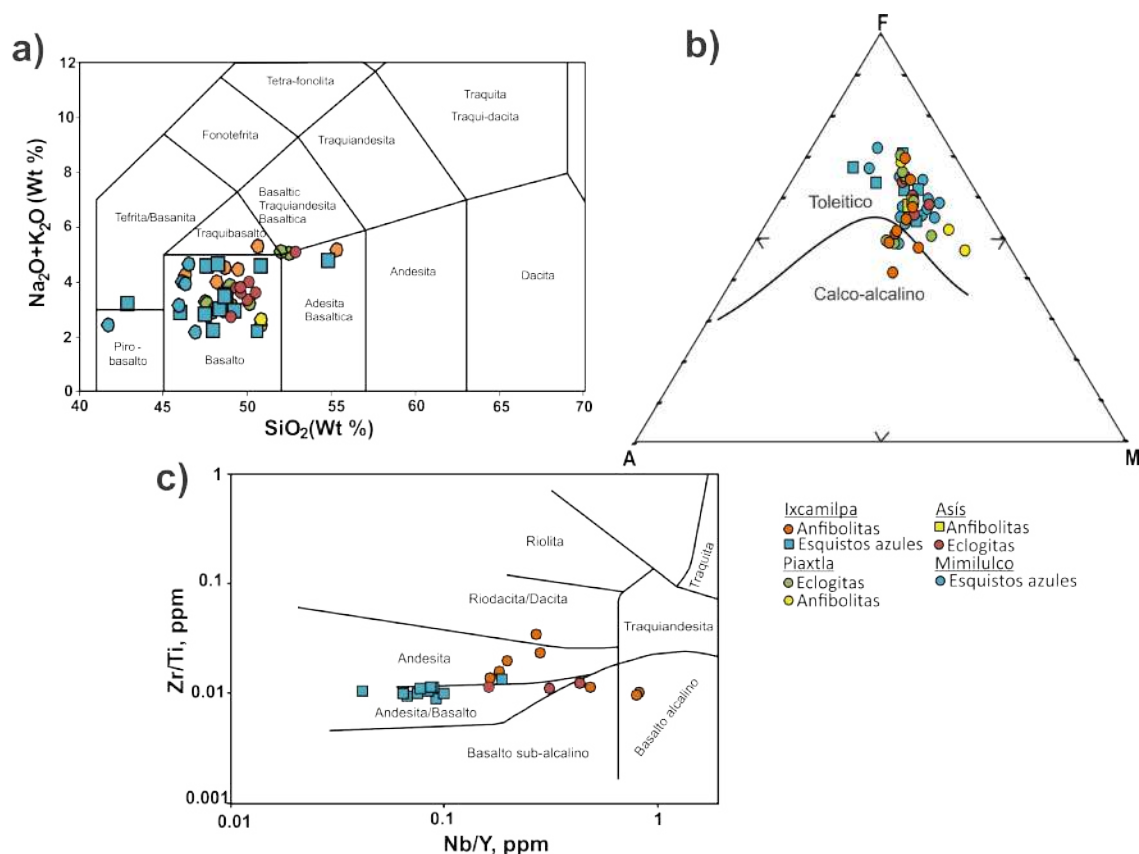 a)
12
10
8
6
4
2
0
Na₂O+K₂O (Wt %)
Tetra-fonolita
Traquita
Traqui-dacita
Fonotefrita
Traquiandesita
Basaltic
Traquiandesita
Basaltica
Tefrita/Basanita
Traquibasalto
Andesita
Dacita
Adesita
Basaltica
Piro -
basalto
Basalto
40
45
50
55
60
65
70
SiO₂(Wt %)
b)
F
Toleitico
Calco-alcalino
A
M
c)
1
0.1
0.01
0.001
Zr/Ti, ppm
Riolita
Traquita
Riodacita/Dacita
Traquiandesita
Andesita
Andesita/Basalto
Basalto sub-alcalino
Basalto alcalino
0.01
0.1
1
Nb/Y, ppm
Ixcamilpa
Anfibolitas
Esquistos azules
Piaxtla
Eclogitas
Anfibolitas
Asís
Anfibolitas
Eclogitas
Mimilulco
Esquistos azules